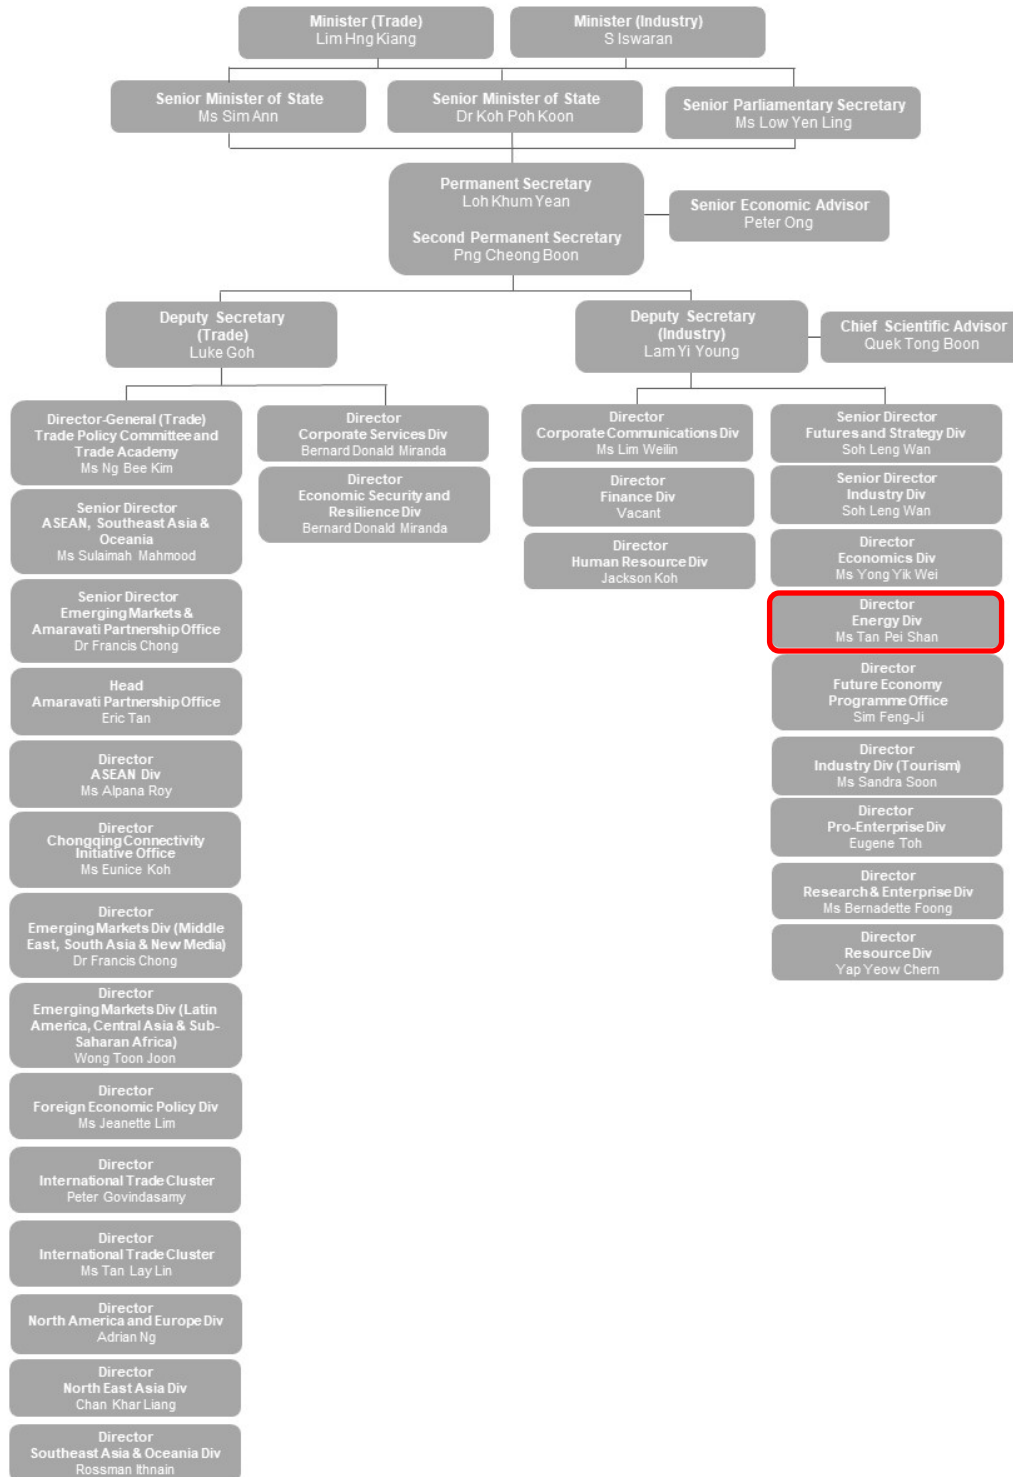 Minister (Trade)
Lim Hng Kiang
Minister (Industry)
S Iswaran
Senior Minister of State
Ms Sim Ann
Senior Minister of State
Dr Koh Poh Koon
Senior Parliamentary Secretary
Ms Low Yen Ling
Permanent Secretary
Loh Khum Yean
Second Permanent Secretary
Png Cheong Boon
Senior Economic Advisor
Peter Ong
Deputy Secretary
(Trade)
Luke Goh
Deputy Secretary
(Industry)
Lam Yi Young
Chief Scientific Advisor
Quek Tong Boon
Director-General (Trade)
Trade Policy Committee and
Trade Academy
Ms Ng Bee Kim
Senior Director
ASEAN, Southeast Asia &
Oceania
Ms Sulaimah Mahmood
Senior Director
Emerging Markets &
Amaravati Partnership Office
Dr Francis Chong
Head
Amaravati Partnership Office
Eric Tan
Director
ASEAN Div
Ms Alpana Roy
Director
Chongqing Connectivity
Initiative Office
Ms Eunice Koh
Director
Emerging Markets Div (Middle
East, South Asia & New Media)
Dr Francis Chong
Director
Emerging Markets Div (Latin
America, Central Asia & Sub-
Saharan Africa)
Wong Toon Joon
Director
Foreign Economic Policy Div
Ms Jeanette Lim
Director
International Trade Cluster
Peter Govindasamy
Director
International Trade Cluster
Ms Tan Lay Lin
Director
North America and Europe Div
Adrian Ng
Director
North East Asia Div
Chan Khar Liang
Director
Southeast Asia & Oceania Div
Rossman Ithnain
Director
Corporate Services Div
Bernard Donald Miranda
Director
Economic Security and
Resilience Div
Bernard Donald Miranda
Director
Corporate Communications Div
Ms Lim Weilin
Director
Finance Div
Vacant
Director
Human Resource Div
Jackson Koh
Senior Director
Futures and Strategy Div
Soh Leng Wan
Senior Director
Industry Div
Soh Leng Wan
Director
Economics Div
Ms Yong Yik Wei
Director
Energy Div
Ms Tan Pei Shan
Director
Future Economy
Programme Office
Sim Feng-Ji
Director
Industry Div (Tourism)
Ms Sandra Soon
Director
Pro-Enterprise Div
Eugene Toh
Director
Research & Enterprise Div
Ms Bernadette Foong
Director
Resource Div
Yap Yeow Chern